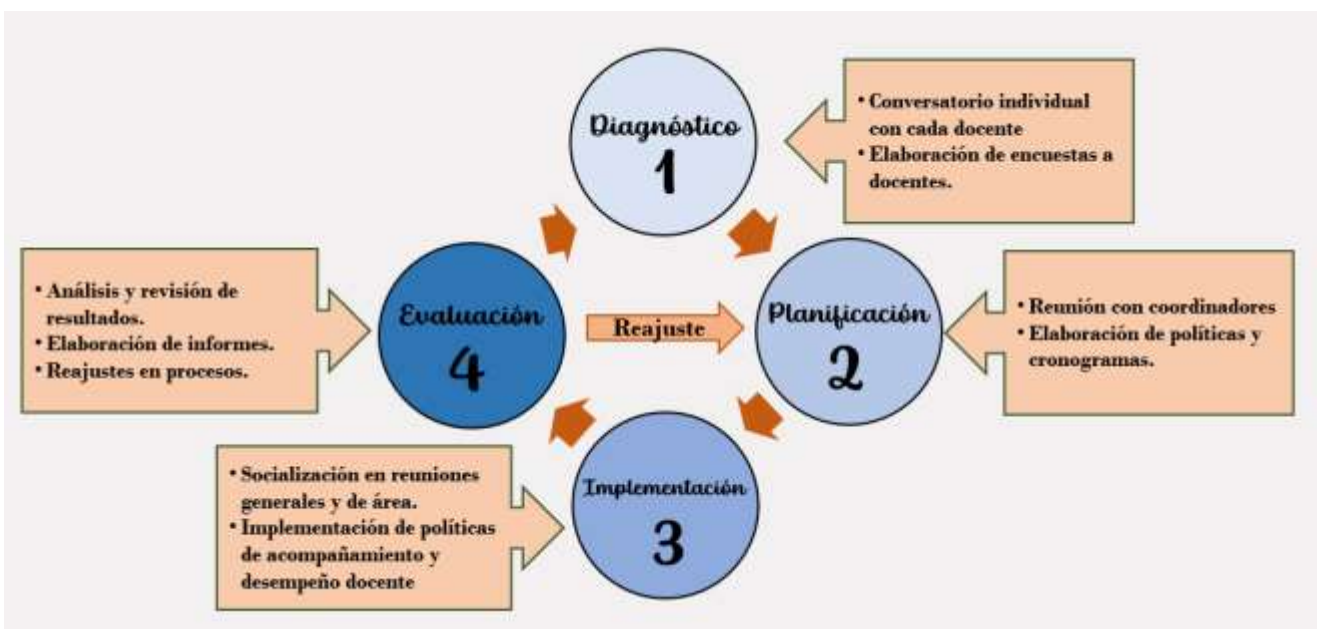 Diagnóstico
1
• Conversatorio individual
con cada docente
• Elaboración de encuestas a
docentes.
Planificación
2
• Reunión con coordinadores
• Elaboración de políticas y
cronogramas.
Implementación
3
• Socialización en reuniones
generales y de área.
• Implementación de políticas
de acompañamiento y
desempeño docente
Evaluación
4
• Análisis y revisión de
resultados.
• Elaboración de informes.
• Reajustes en procesos.
Reajuste